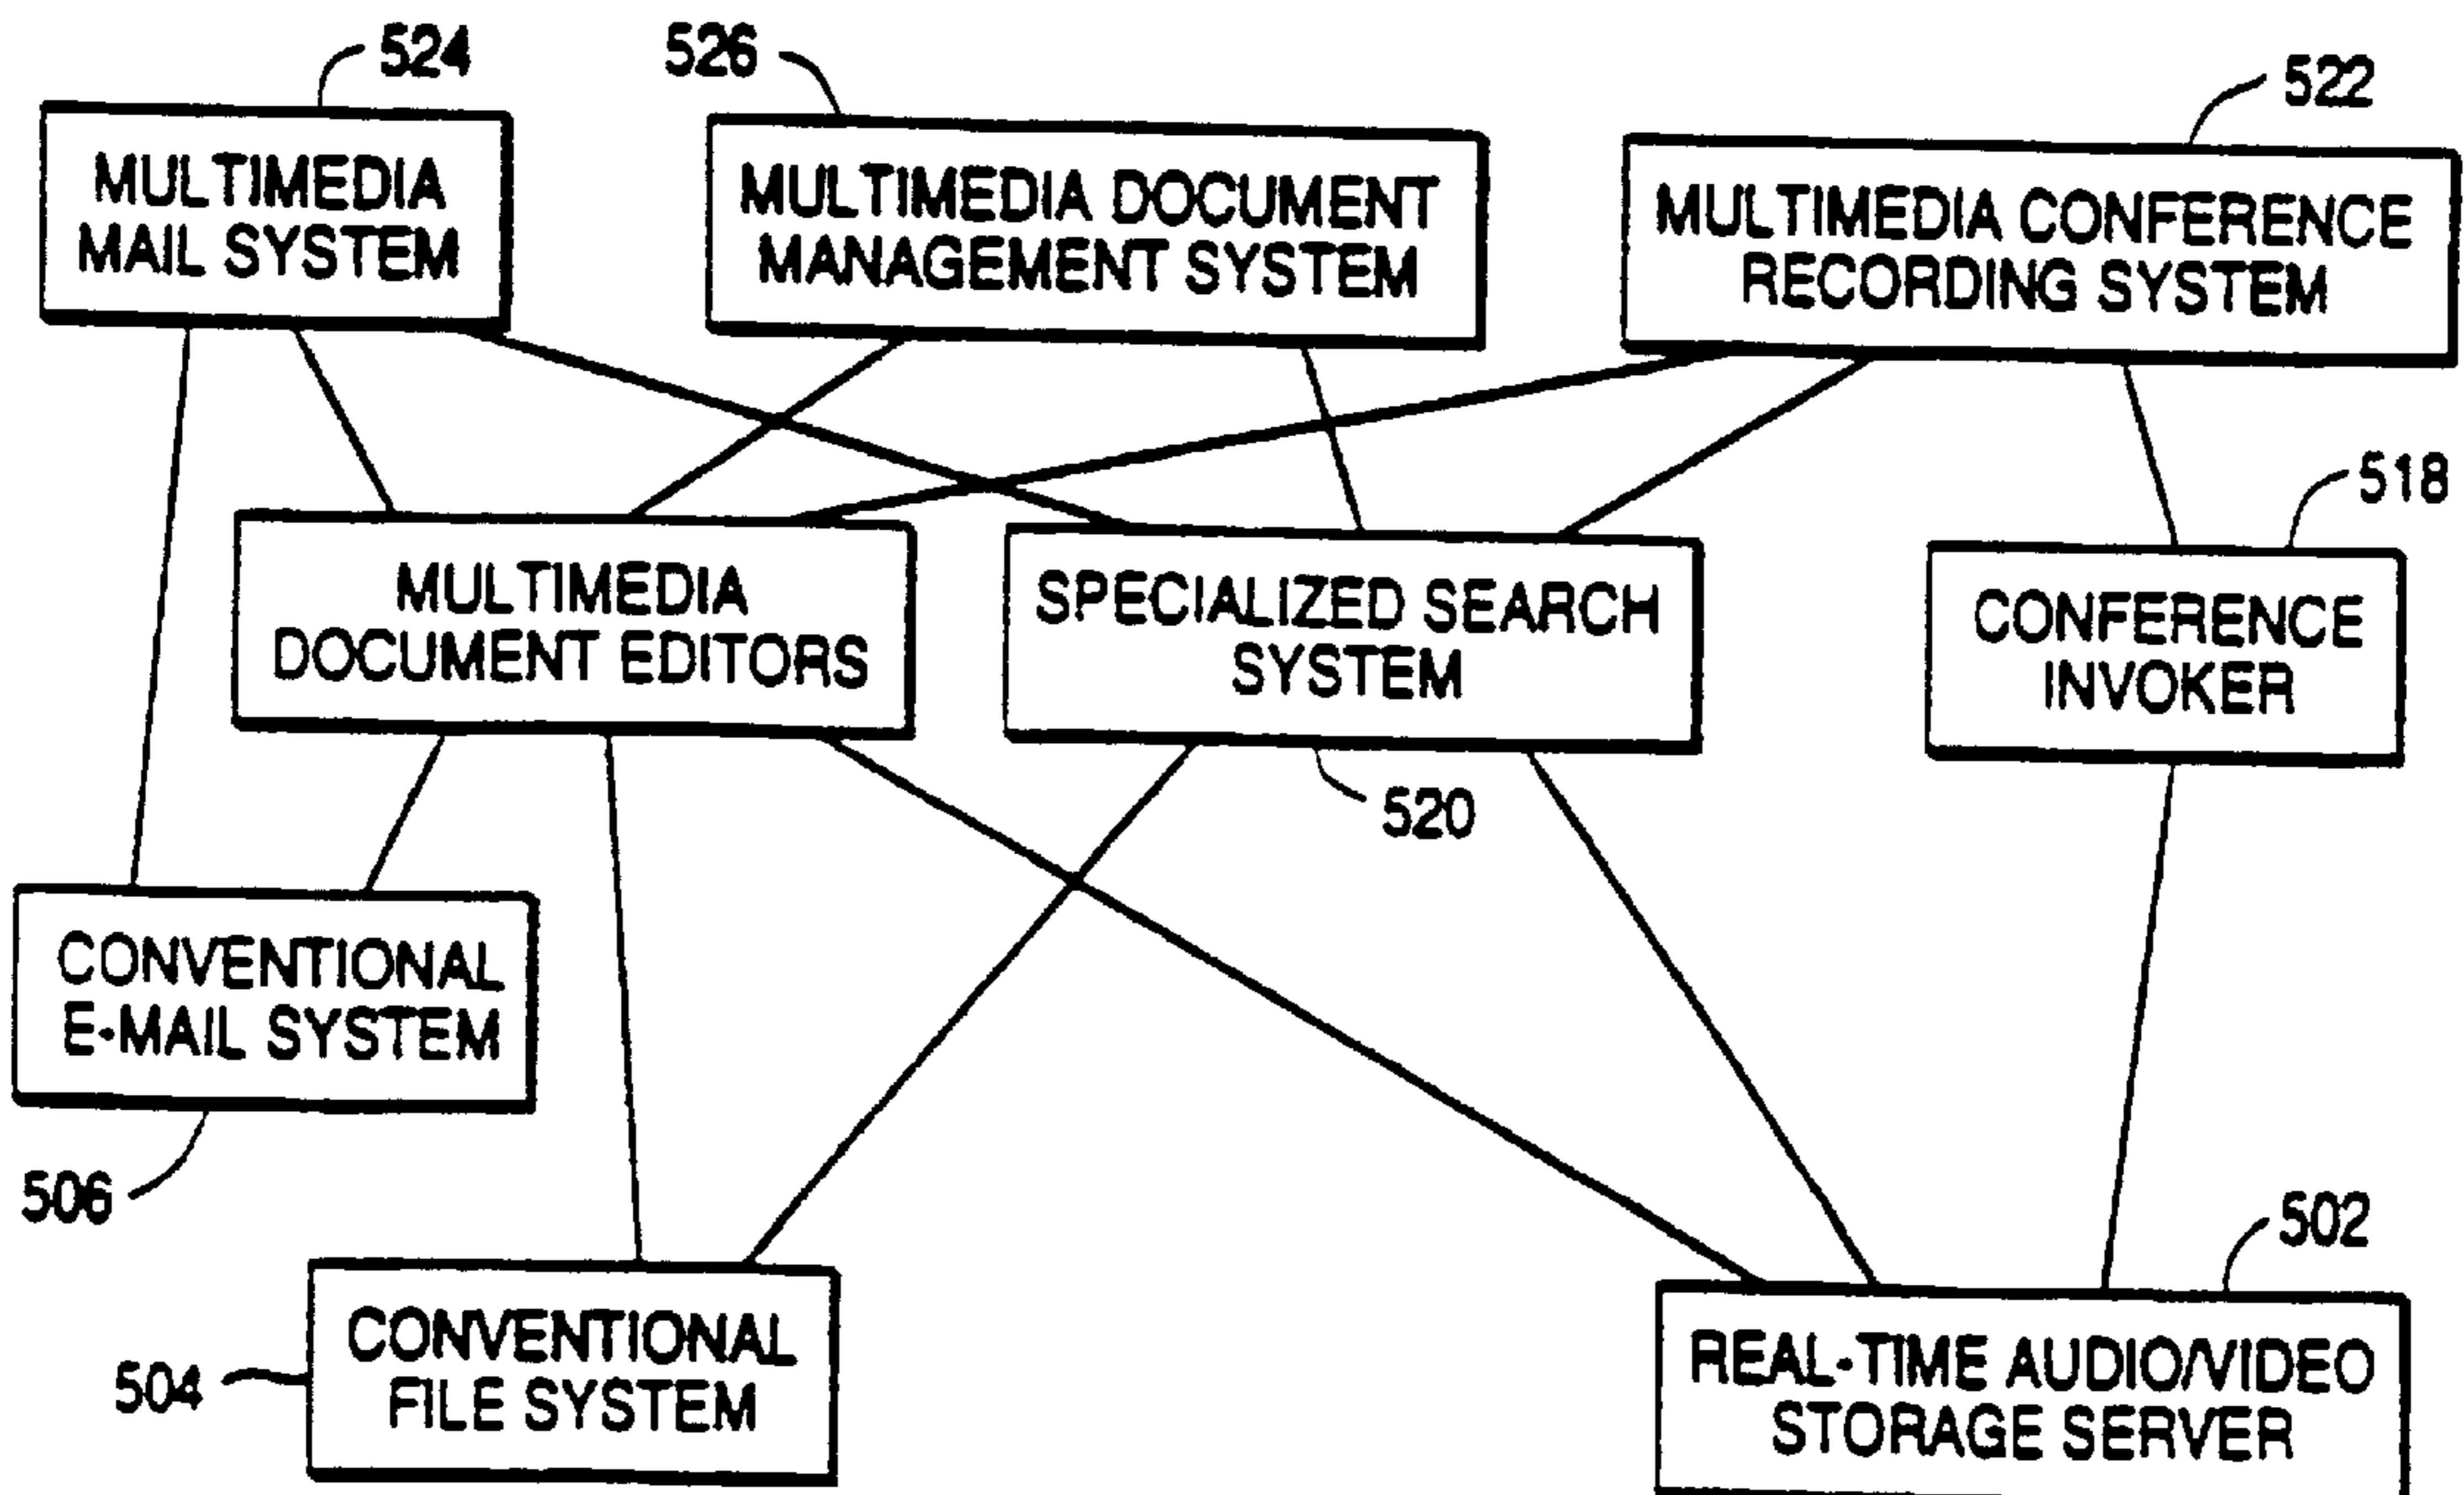 524
526
522
MULTIMEDIA
MAIL SYSTEM
MULTIMEDIA DOCUMENT
MANAGEMENT SYSTEM
MULTIMEDIA CONFERENCE
RECORDING SYSTEM
518
MULTIMEDIA
DOCUMENT EDITORS
SPECIALIZED SEARCH
SYSTEM
CONFERENCE
INVOKER
520
CONVENTIONAL
E-MAIL SYSTEM
506
502
504
CONVENTIONAL
FILE SYSTEM
REAL-TIME AUDIO/VIDEO
STORAGE SERVER